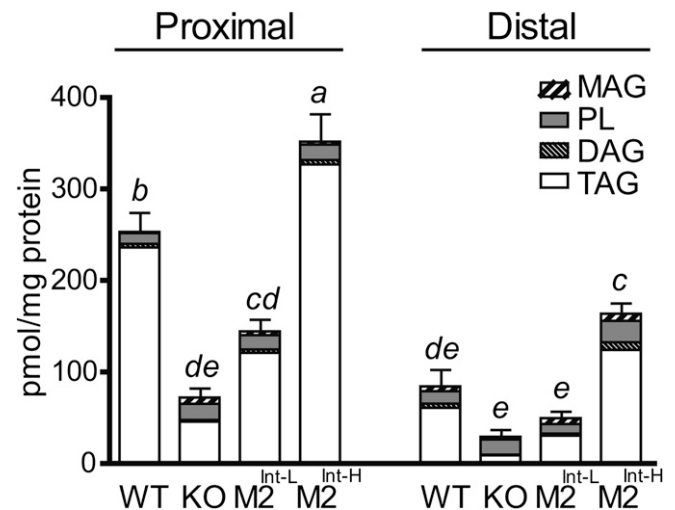 Proximal Distal
MAG
PL
DAG
TAG
pmol/mg protein
400
300
200
100
0
b
de
cd
a
de
e
e
c
WT KO M2 Int-L M2 Int-H WT KO M2 Int-L M2 Int-H